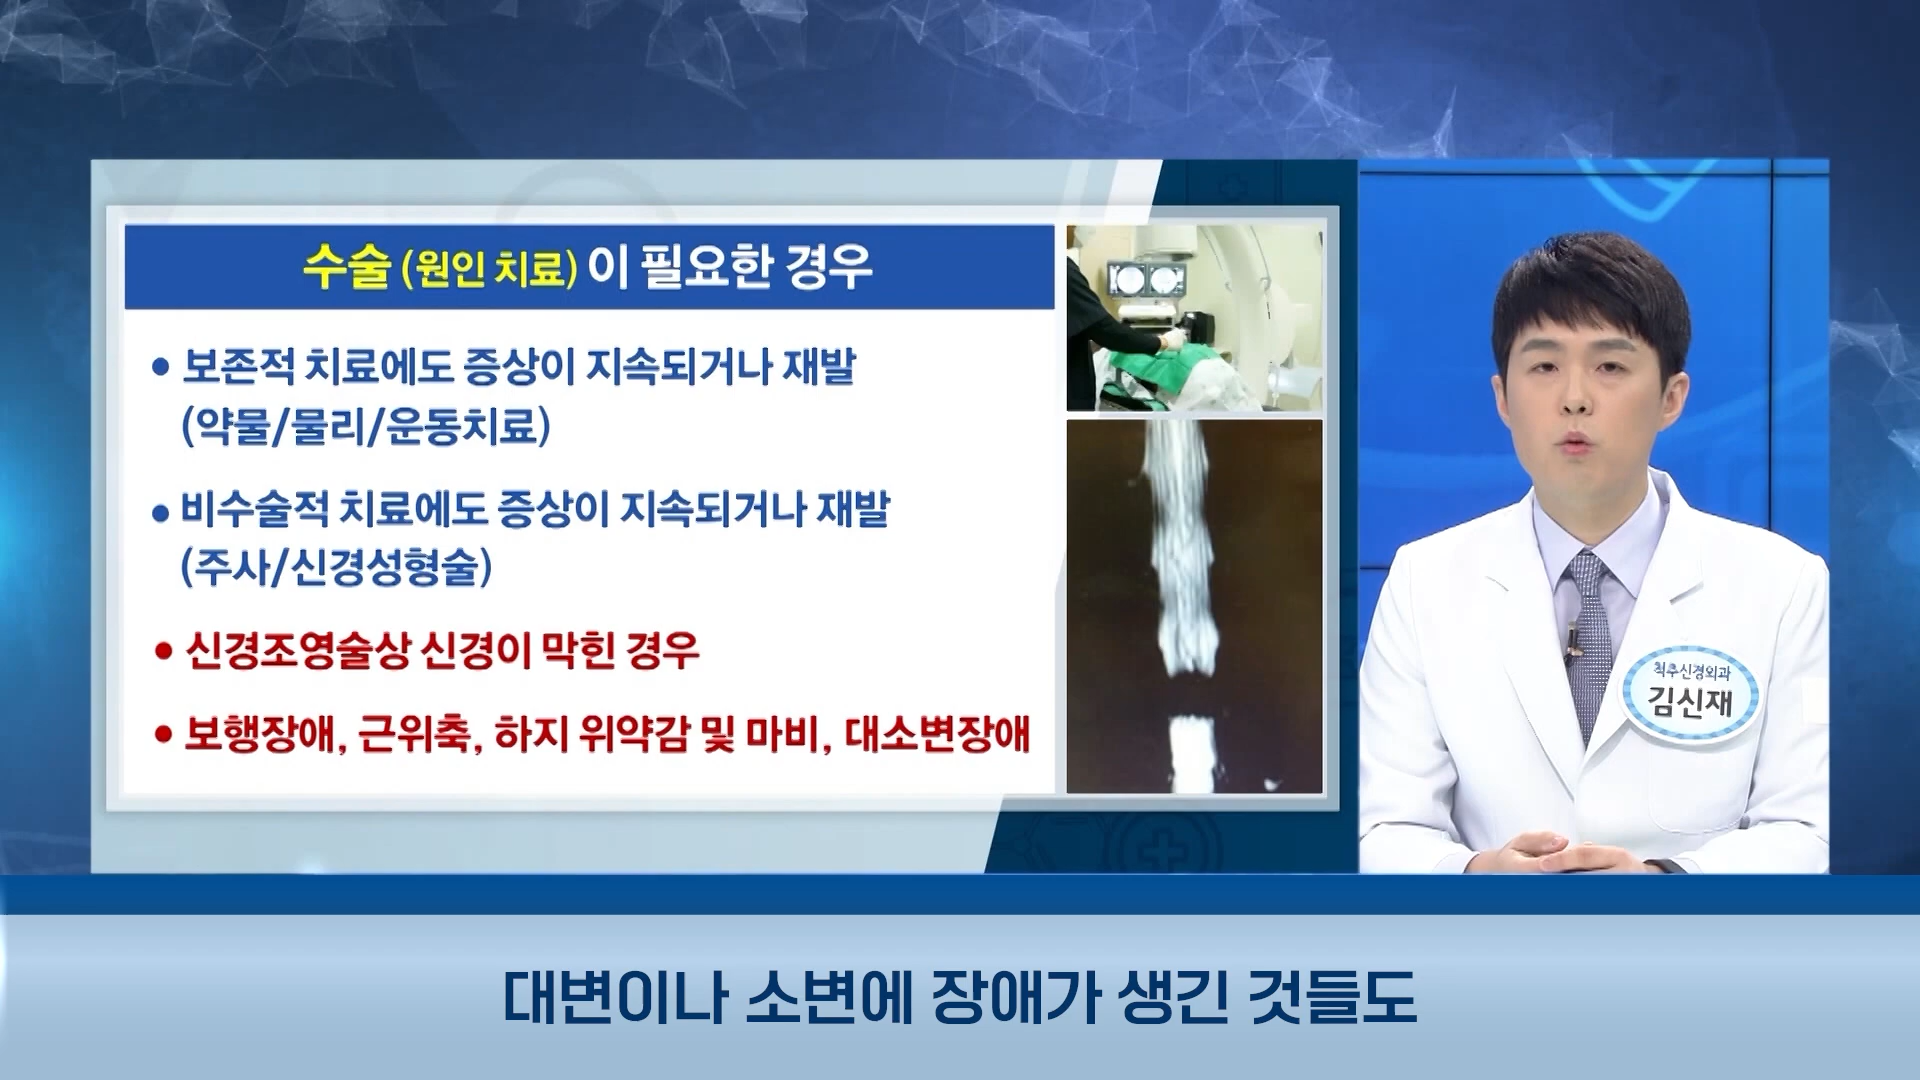 수술 (원인 치료) 이 필요한 경우
• 보존적 치료에도 증상이 지속되거나 재발
(약물/물리/운동치료)
• 비수술적 치료에도 증상이 지속되거나 재발
(주사/신경성형술)
• 신경조영술상 신경이 막힌 경우
• 보행장애, 근위축, 하지 위약감 및 마비, 대소변장애
척추신경외과
김신재
대변이나 소변에 장애가 생긴 것들도